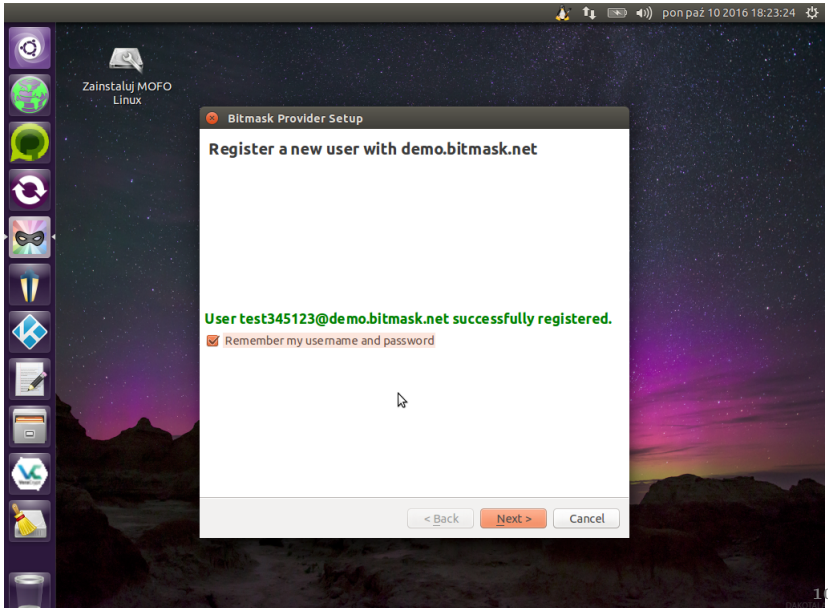 pon paź 10 2016 18:23:24
Zainstaluj MOFO
Linux
Bitmask Provider Setup
Register a new user with demo.bitmask.net
User test345123@demo.bitmask.net successfully registered.
Remember my username and password
< Back
Next >
Cancel
VC